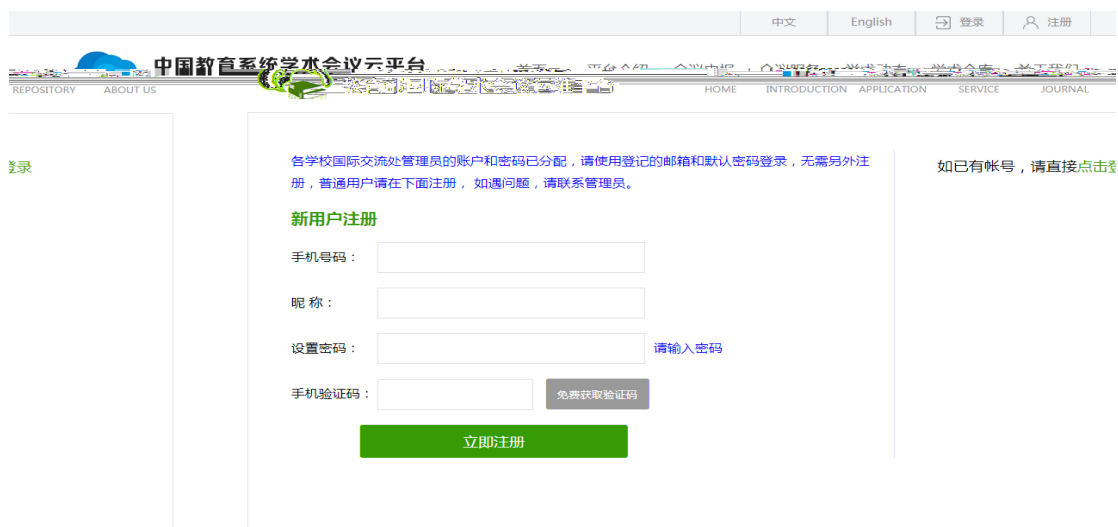 中文 English 登录 注册
中国教育系统学术会议云平台
REPOSITORY ABOUT US HOME INTRODUCTION APPLICATION SERVICE JOURNAL
登录
各学校国际交流处管理员的账户和密码已分配，请使用登记的邮箱和默认密码登录，无需另外注
册，普通用户请在下面注册， 如遇问题，请联系管理员。
如已有帐号，请直接点击登
新用户注册
手机号码：
昵 称：
设置密码： 请输入密码
手机验证码： 免费获取验证码
立即注册